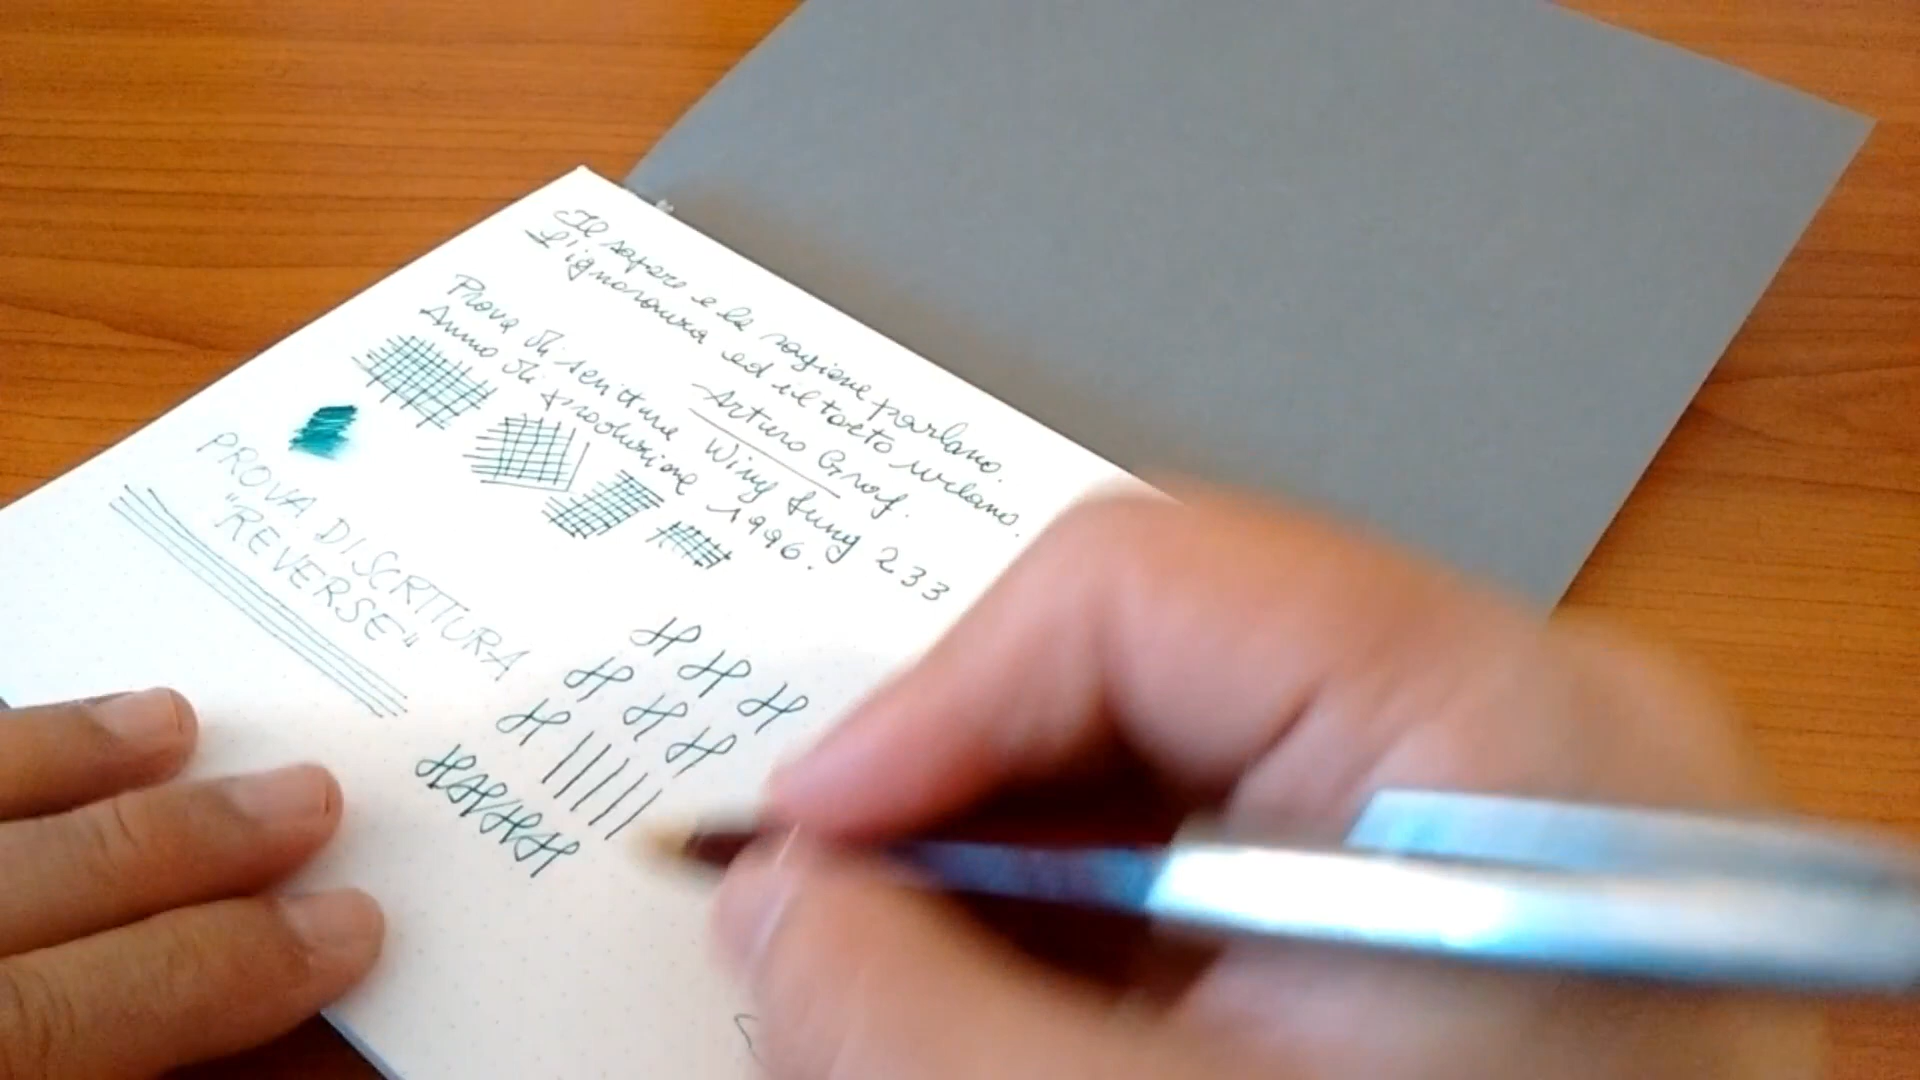 Il sapere e la ragione parlano.
L'ignoranza ed il torto urlano.
Arturo Graf.
Prova di scrittura Wing Sung 233
Anno di produzione 1996.
PROVA DI SCRITTURA
"REVERSE"